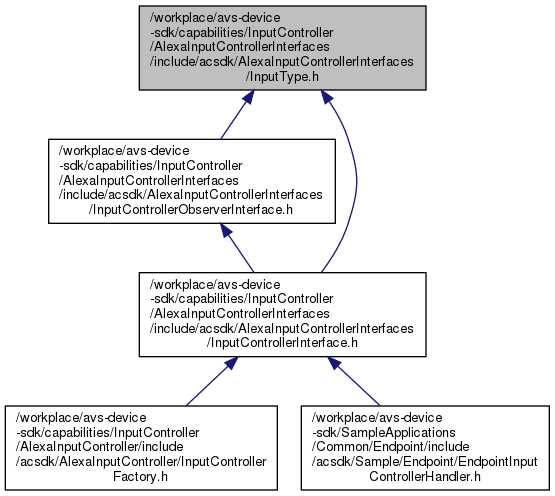 /workplace/avs-device
-sdk/capabilities/InputController
/AlexaInputControllerInterfaces
/include/acsdk/AlexaInputControllerInterfaces
/InputType.h
/workplace/avs-device
-sdk/capabilities/InputController
/AlexaInputControllerInterfaces
/include/acsdk/AlexaInputControllerInterfaces
/InputControllerObserverInterface.h
/workplace/avs-device
-sdk/capabilities/InputController
/AlexaInputControllerInterfaces
/include/acsdk/AlexaInputControllerInterfaces
/InputControllerInterface.h
/workplace/avs-device
-sdk/capabilities/InputController
/AlexaInputController/include
/acsdk/AlexaInputController/InputController
Factory.h
/workplace/avs-device
-sdk/SampleApplications
/Common/Endpoint/include
/acsdk/Sample/Endpoint/EndpointInput
ControllerHandler.h